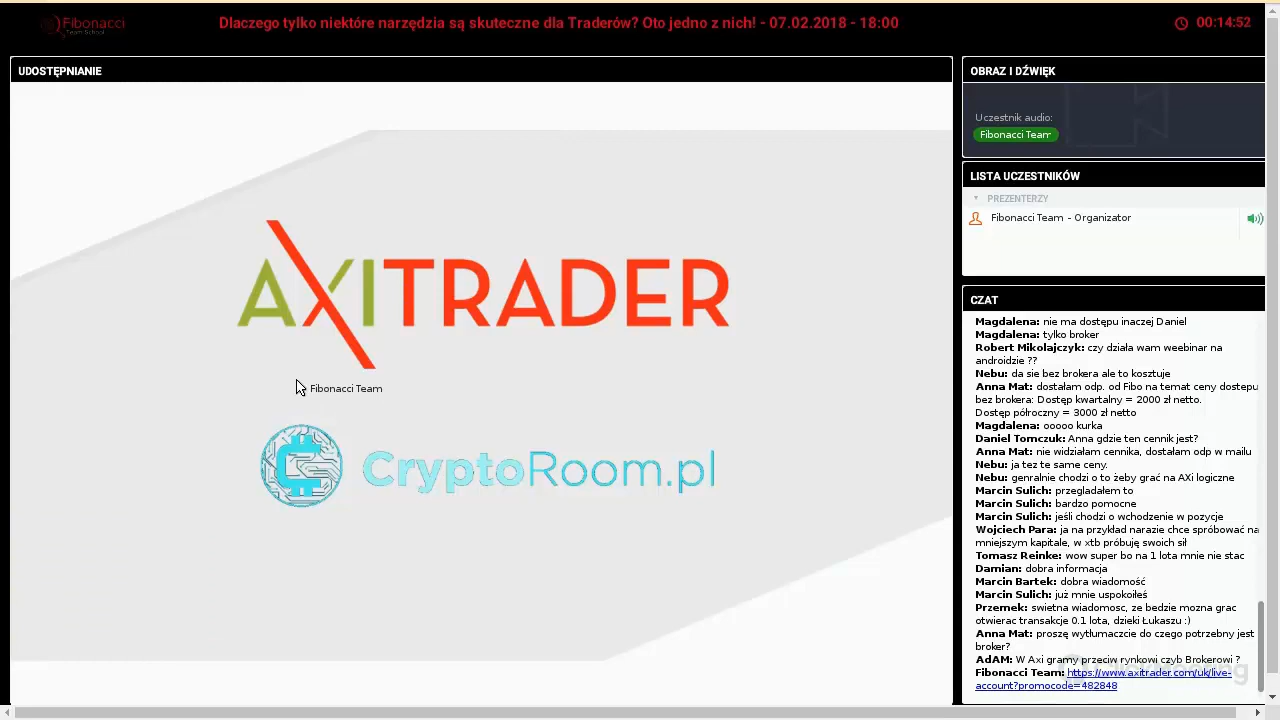 Fibonacci
Team School
Dlaczego tylko niektóre narzędzia są skuteczne dla Traderów? Oto jedno z nich! - 07.02.2018 - 18:00
00:14:52
UDOSTĘPNIANIE
AXITRADER
Fibonacci Team
CryptoRoom.pl
OBRAZ I DŹWIĘK
Uczestnik audio:
Fibonacci Team
LISTA UCZESTNIKÓW
PREZENTERZY
Fibonacci Team - Organizator
CZAT
Magdalena: nie ma dostępu inaczej Daniel
Magdalena: tylko broker
Robert Mikolajczyk: czy działa wam weebinar na
androidzie ??
Nebu: da sie bez brokera ale to kosztuje
Anna Mat: dostałam odp. od Fibo na temat ceny dostepu
bez brokera: Dostęp kwartalny = 2000 zł netto.
Dostęp półroczny = 3000 zł netto
Magdalena: ooooo kurka
Daniel Tomczuk: Anna gdzie ten cennik jest?
Anna Mat: nie widziałam cennika, dostałam odp w mailu
Nebu: ja tez te same ceny.
Nebu: genralnie chodzi o to żeby grać na AXi logiczne
Marcin Sulich: przegladałem to
Marcin Sulich: bardzo pomocne
Marcin Sulich: jeśli chodzi o wchodzenie w pozycje
Wojciech Para: ja na przykład narazie chce spróbować na
mniejszym kapitale, w xtb próbuję swoich sił
Tomasz Reinke: wow super bo na 1 lota mnie nie stac
Damian: dobra informacja
Marcin Bartek: dobra wiadomość
Marcin Sulich: już mnie uspokoiłeś
Przemek: swietna wiadomosc, ze bedzie mozna grac
otwierac transakcje 0.1 lota, dzieki Łukaszu :)
Anna Mat: proszę wytłumaczcie do czego potrzebny jest
broker?
AdAM: W Axi gramy przeciw rynkowi czyb Brokerowi ?
Fibonacci Team: https://www.axitrader.com/uk/live-
account?promocode=482848